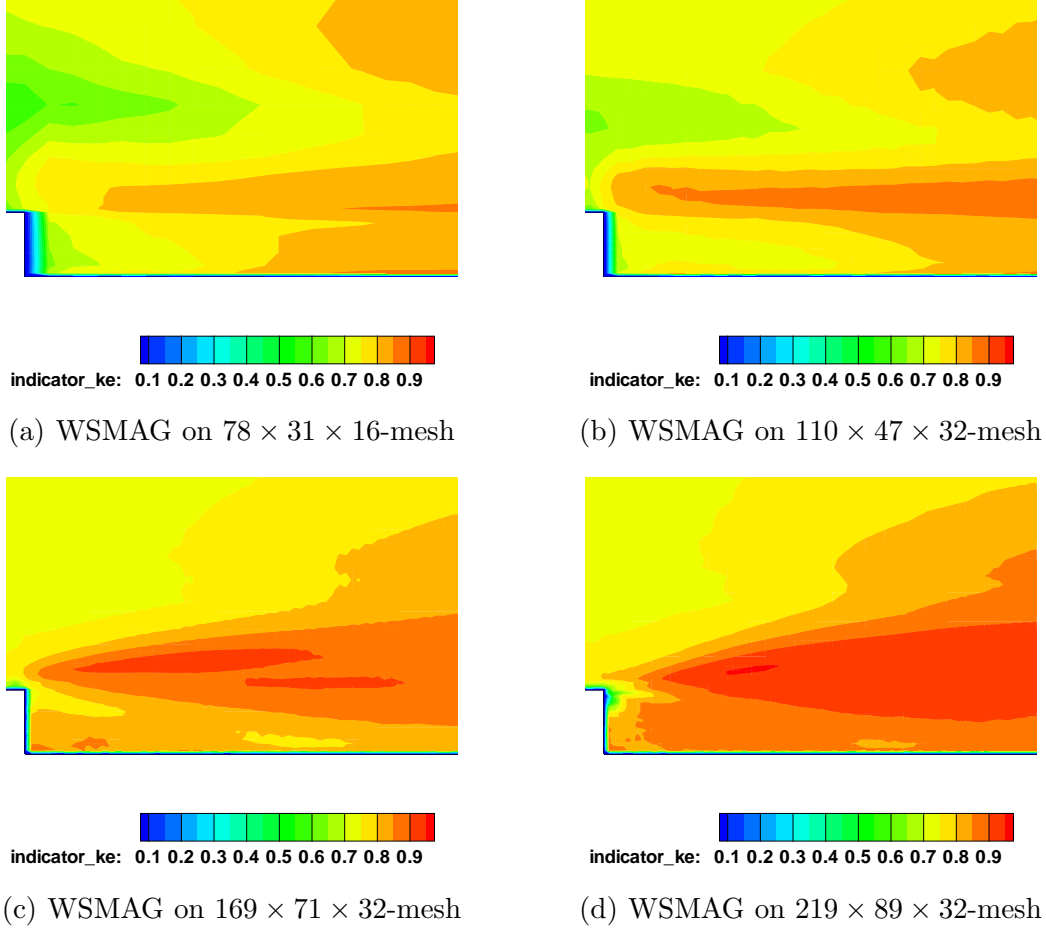 indicator_ke: 0.1 0.2 0.3 0.4 0.5 0.6 0.7 0.8 0.9
(a) WSMAG on 78 × 31 × 16-mesh
indicator_ke: 0.1 0.2 0.3 0.4 0.5 0.6 0.7 0.8 0.9
(b) WSMAG on 110 × 47 × 32-mesh
indicator_ke: 0.1 0.2 0.3 0.4 0.5 0.6 0.7 0.8 0.9
(c) WSMAG on 169 × 71 × 32-mesh
indicator_ke: 0.1 0.2 0.3 0.4 0.5 0.6 0.7 0.8 0.9
(d) WSMAG on 219 × 89 × 32-mesh